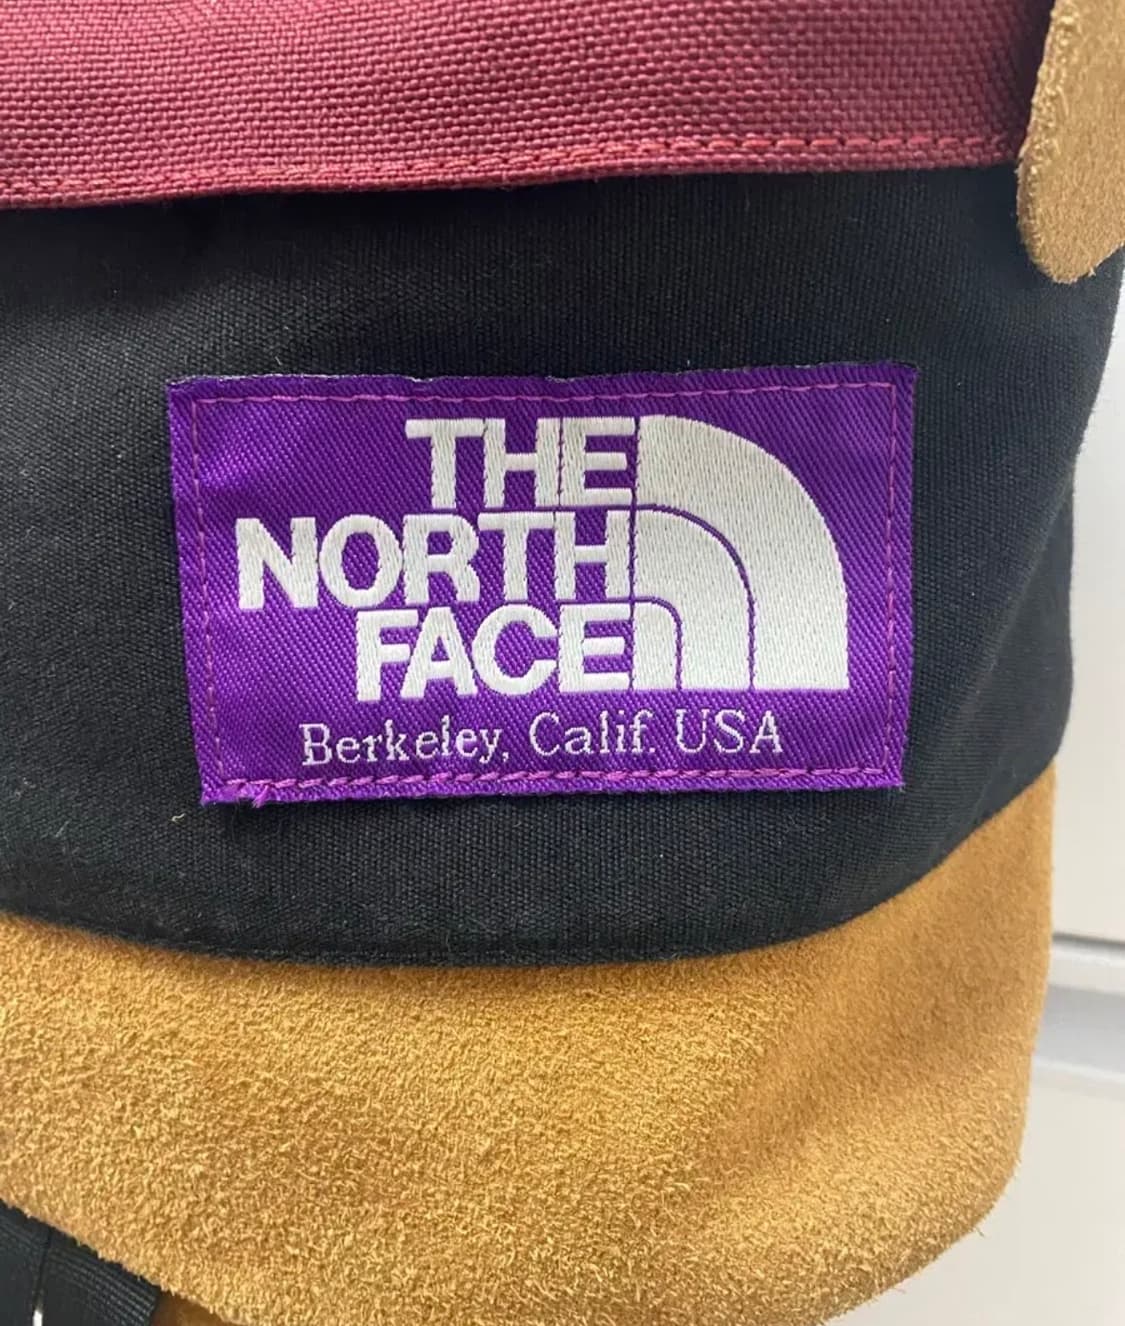 THE
NORTH
FACE
Berkeley, Calif. USA